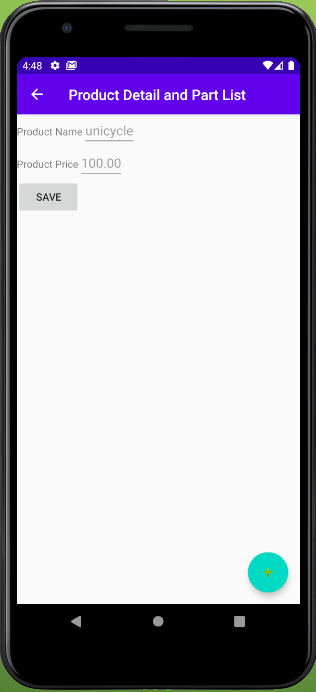 4:48
Product Detail and Part List
Product Name unicycle
Product Price 100.00
SAVE
+